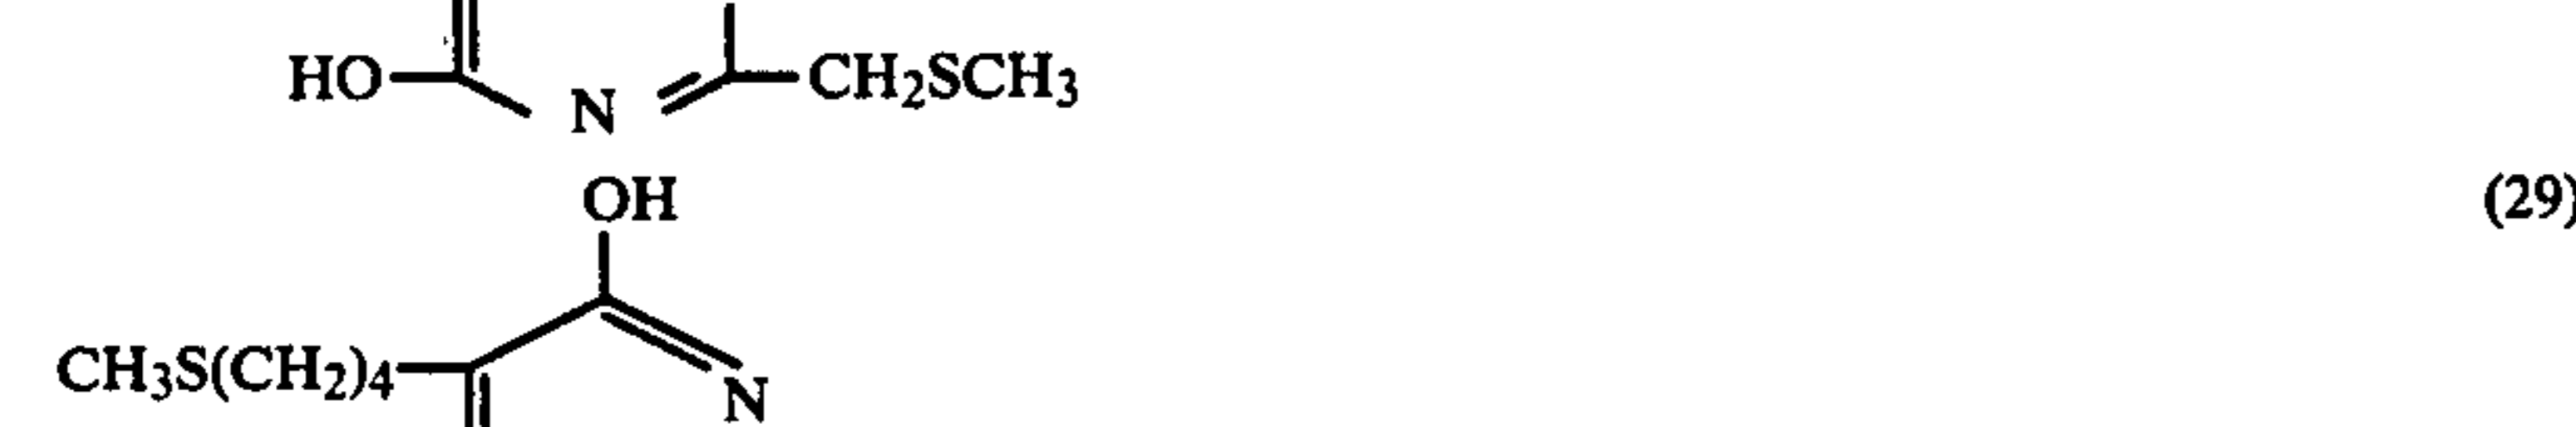 HO CH₂SCH₃
N
OH
(29)
CH₃S(CH₂)₄
N